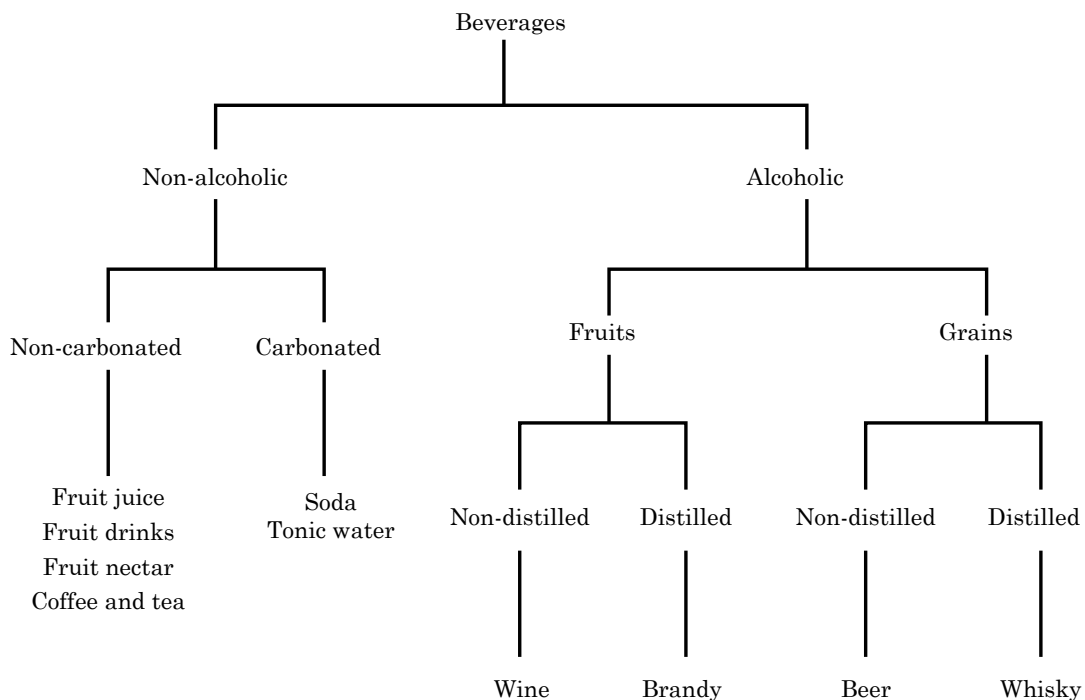 Beverages
Non-alcoholic
Alcoholic
Non-carbonated
Carbonated
Fruits
Grains
Fruit juice
Fruit drinks
Fruit nectar
Coffee and tea
Soda
Tonic water
Non-distilled
Distilled
Non-distilled
Distilled
Wine
Brandy
Beer
Whisky